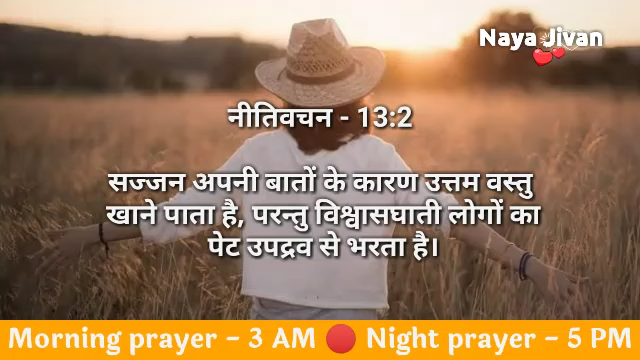 Naya Jivan
नीतिवचन - 13:2
सज्जन अपनी बातों के कारण उत्तम वस्तु
खाने पाता है, परन्तु विश्वासघाती लोगों का
पेट उपद्रव से भरता है।
Morning prayer - 3 AM 🔴 Night prayer - 5 PM